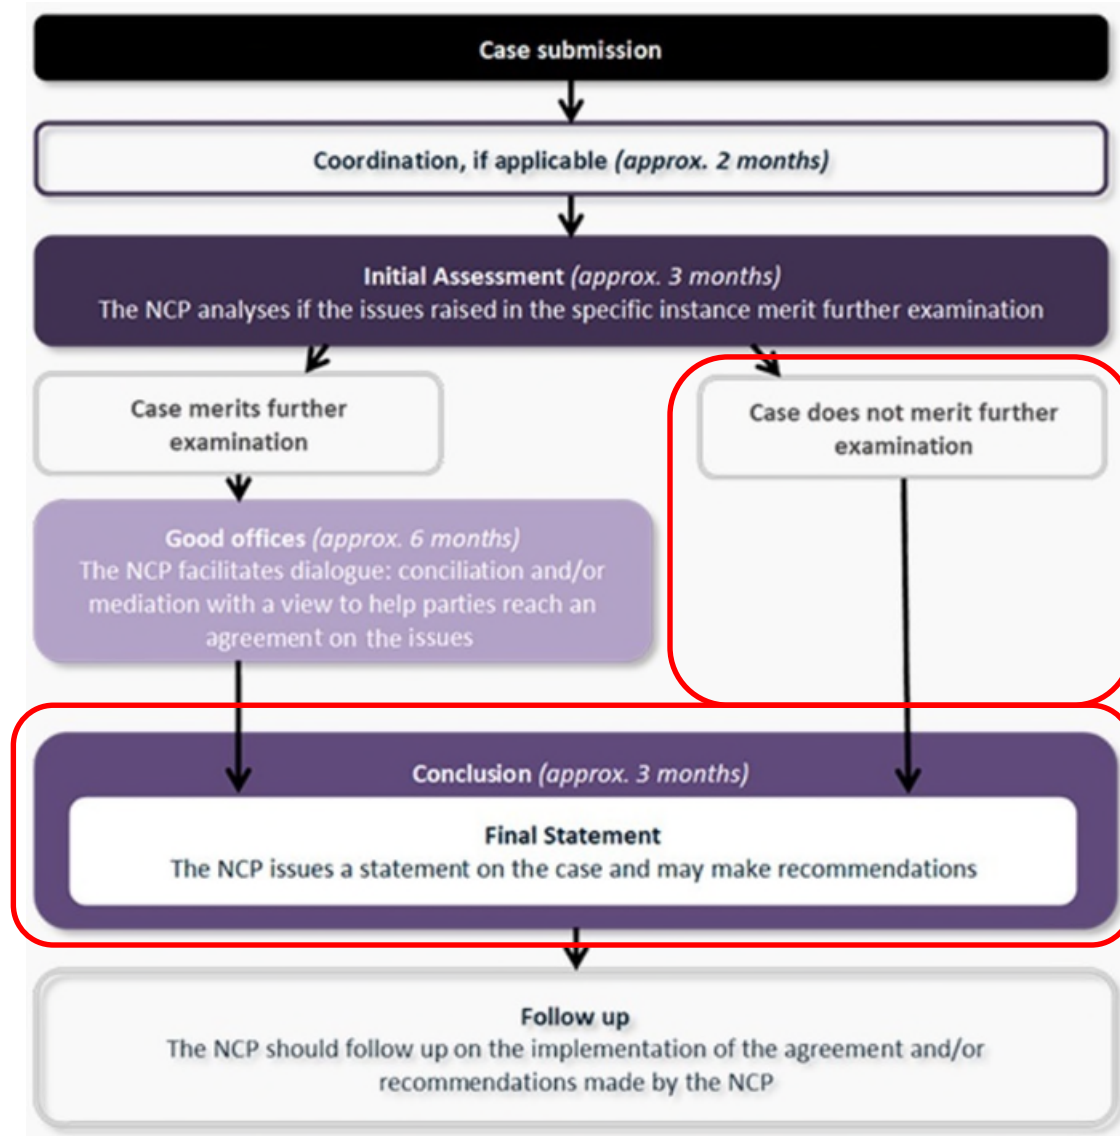 Case submission
Coordination, if applicable (approx. 2 months)
Initial Assessment (approx. 3 months)
The NCP analyses if the issues raised in the specific instance merit further examination
Case merits further
examination
Case does not merit further
examination
Good offices (approx. 6 months)
The NCP facilitates dialogue: conciliation and/or
mediation with a view to help parties reach an
agreement on the issues
Conclusion (approx. 3 months)
Final Statement
The NCP issues a statement on the case and may make recommendations
Follow up
The NCP should follow up on the implementation of the agreement and/or
recommendations made by the NCP